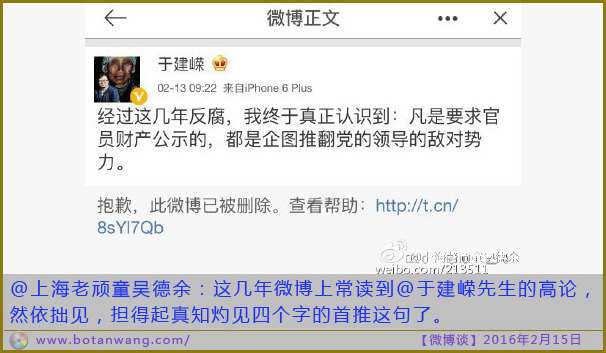 微博正文
于建嵘
02-13 09:22 来自iPhone 6 Plus
经过这几年反腐，我终于真正认识到：凡是要求官
员财产公示的，都是企图推翻党的领导的敌对势
力。
抱歉，此微博已被删除。查看帮助：http://t.cn/
8sYl7Qb
weibo.com/213511
@上海老顽童吴德余：这几年微博上常读到@于建嵘先生的高论，
然依拙见，担得起真知灼见四个字的首推这句了。
www.botanwang.com/
【微博谈】2016年2月15日